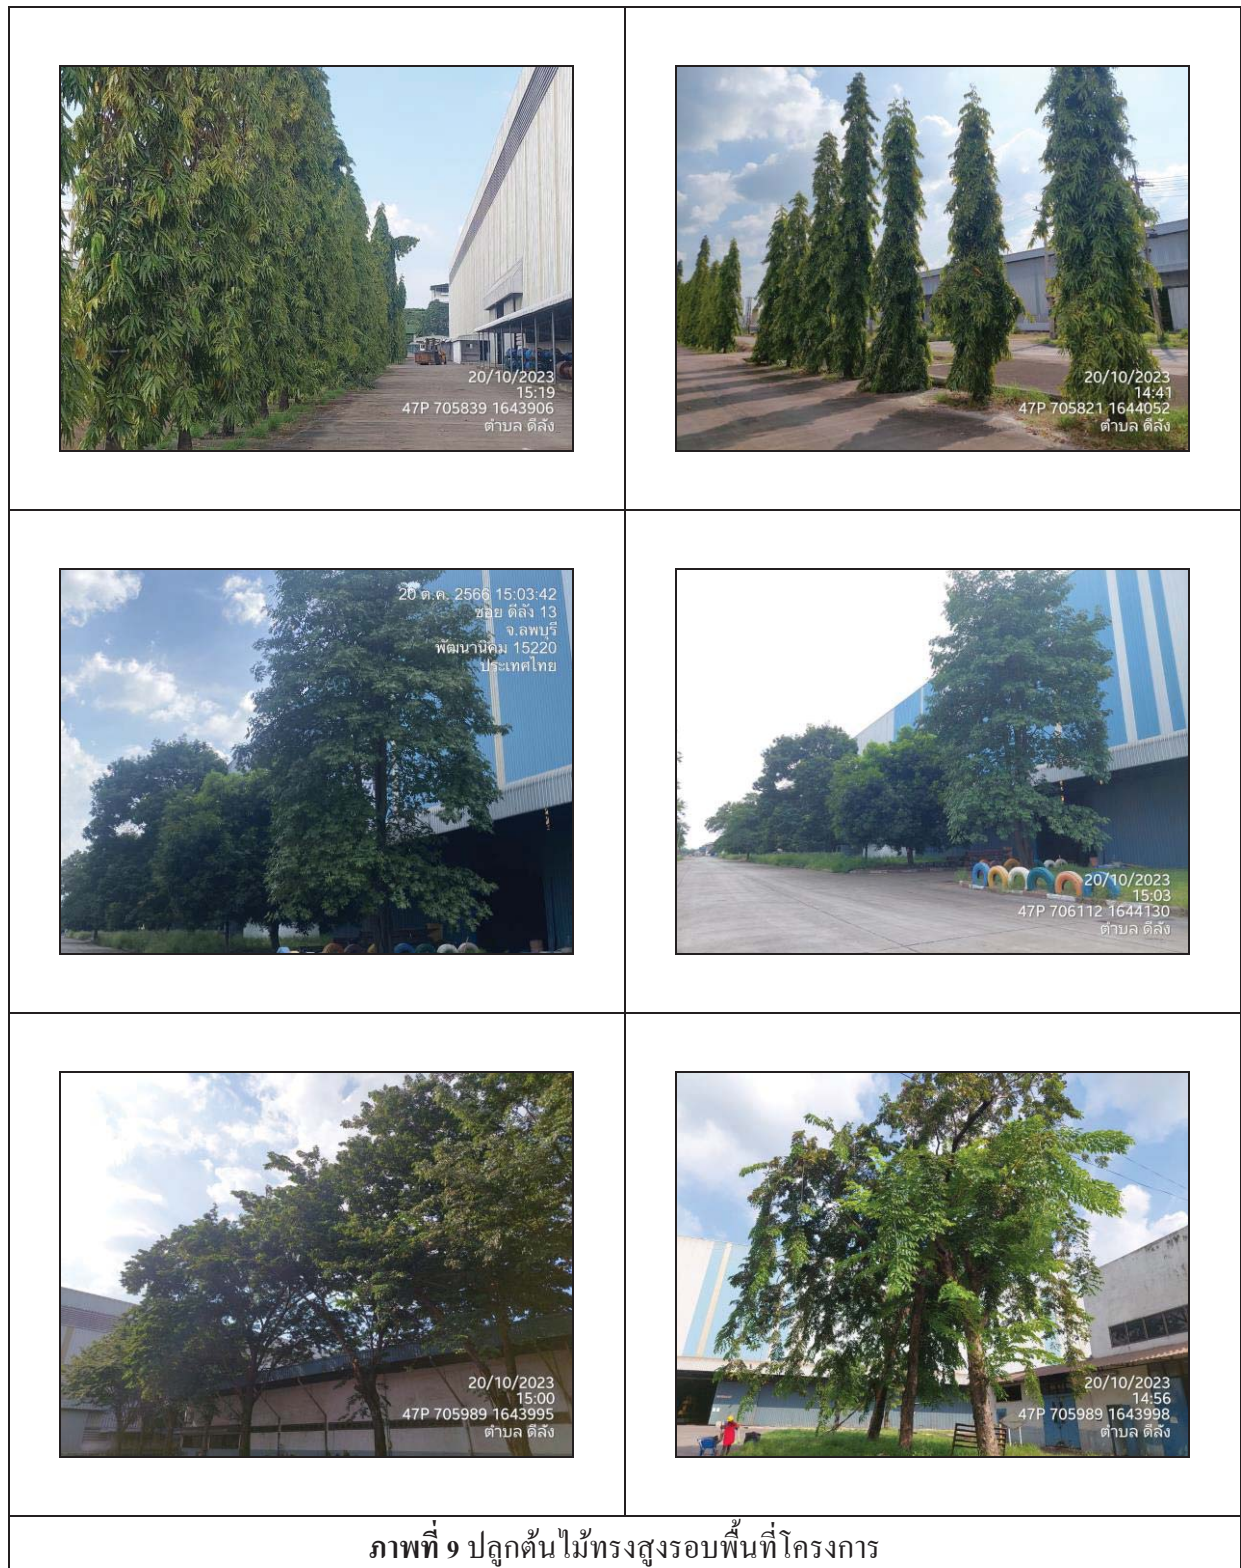 20/10/2023
15:19
47P 705839 1643906
ตำบล ดีลัง
20/10/2023
14:41
47P 705821 1644052
ตำบล ดีลัง
20 ต.ค. 2566 15:03:42
ซอย ดีลัง 13
จ.ลพบุรี
พัฒนานิคม 15220
ประเทศไทย
20/10/2023
15:03
47P 706112 1644130
ตำบล ดีลัง
20/10/2023
15:00
47P 705989 1643995
ตำบล ดีลัง
20/10/2023
14:56
47P 705989 1643998
ตำบล ดีลัง
ภาพที่ 9 ปลูกต้นไม้ทรงสูงรอบพื้นที่โครงการ